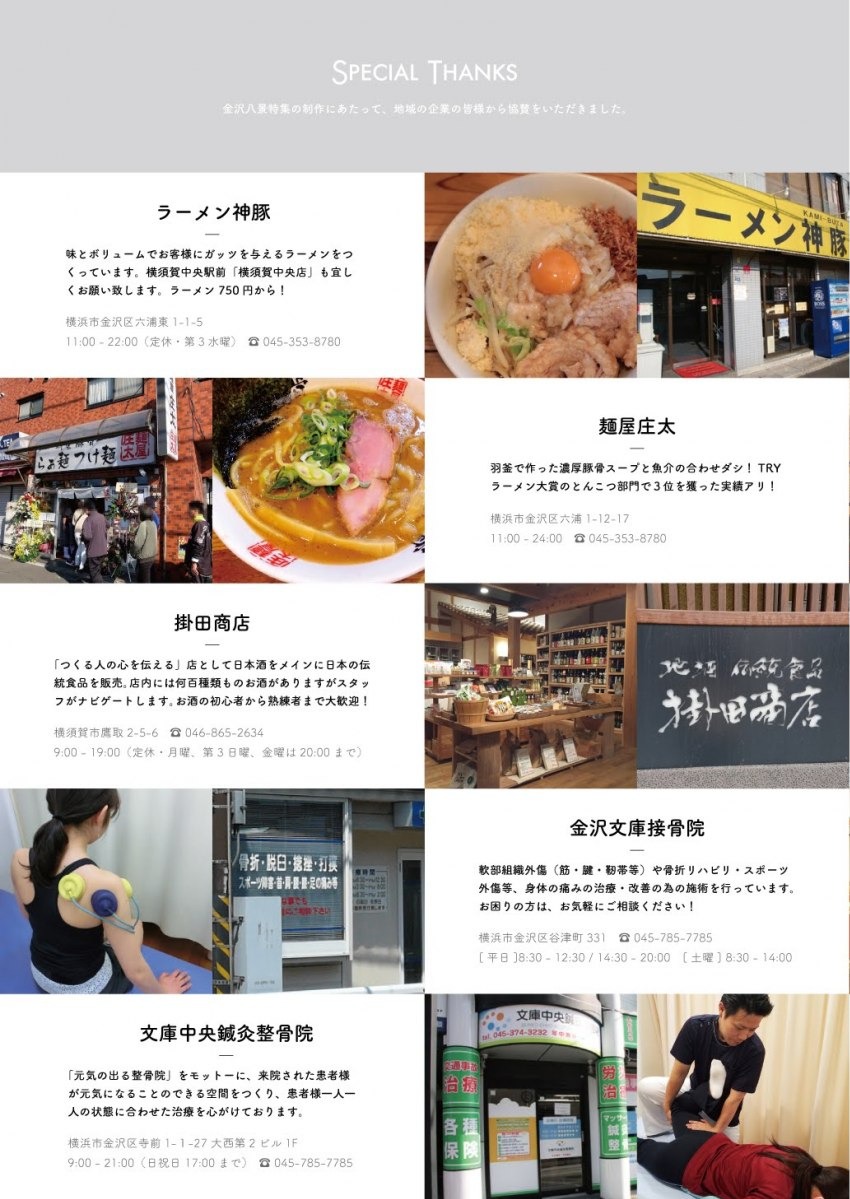 SPECIAL THANKS
金沢八景特集の制作にあたって、地域の企業の皆様から協賛をいただきました。
ラーメン神豚
味とボリュームでお客様にガッツを与えるラーメンをつ
くっています。横須賀中央駅前「横須賀中央店」も宜し
くお願い致します。ラーメン 750 円から！
横浜市金沢区六浦東 1-1-5
11:00 - 22:00（定休・第 3 水曜） ☎ 045-353-8780
KAMI-BUTA
ラーメン神豚
らぁ麺つけ麺
麺屋庄太
麺屋庄太
羽釜で作った濃厚豚骨スープと魚介の合わせダシ！ TRY
ラーメン大賞のとんこつ部門で３位を獲った実績アリ！
横浜市金沢区六浦 1-12-17
11:00 - 24:00 ☎ 045-353-8780
掛田商店
「つくる人の心を伝える」店として日本酒をメインに日本の伝
統食品を販売。店内には何百種類ものお酒がありますがスタッ
フがナビゲートします。お酒の初心者から熟練者まで大歓迎！
横須賀市鷹取 2-5-6 ☎ 046-865-2634
9:00 - 19:00（定休・月曜、第 3 日曜、金曜は 20:00 まで）
地酒 伝統食品
掛田商店
骨折・脱臼・捻挫・打撲
スポーツ障害・首・肩・腰・膝・足の痛み等
金沢文庫接骨院
軟部組織外傷（筋・腱・靭帯等）や骨折リハビリ・スポーツ
外傷等、身体の痛みの治療・改善の為の施術を行っています。
お困りの方は、お気軽にご相談ください！
横浜市金沢区谷津町 331 ☎ 045-785-7785
[ 平日 ]8:30 - 12:30 / 14:30 - 20:00 [ 土曜 ] 8:30 - 14:00
文庫中央鍼灸整骨院
「元気の出る整骨院」をモットーに、来院された患者様
が元気になることのできる空間をつくり、患者様一人一
人の状態に合わせた治療を心がけております。
横浜市金沢区寺前 1-1-27 大西第 2 ビル 1F
9:00 - 21:00（日祝日 17:00 まで） ☎ 045-785-7785
文庫中央鍼
tel. 045-374-3232
交通事故
治療
各種
保険
労
治療
マッサージ
鍼灸
整骨